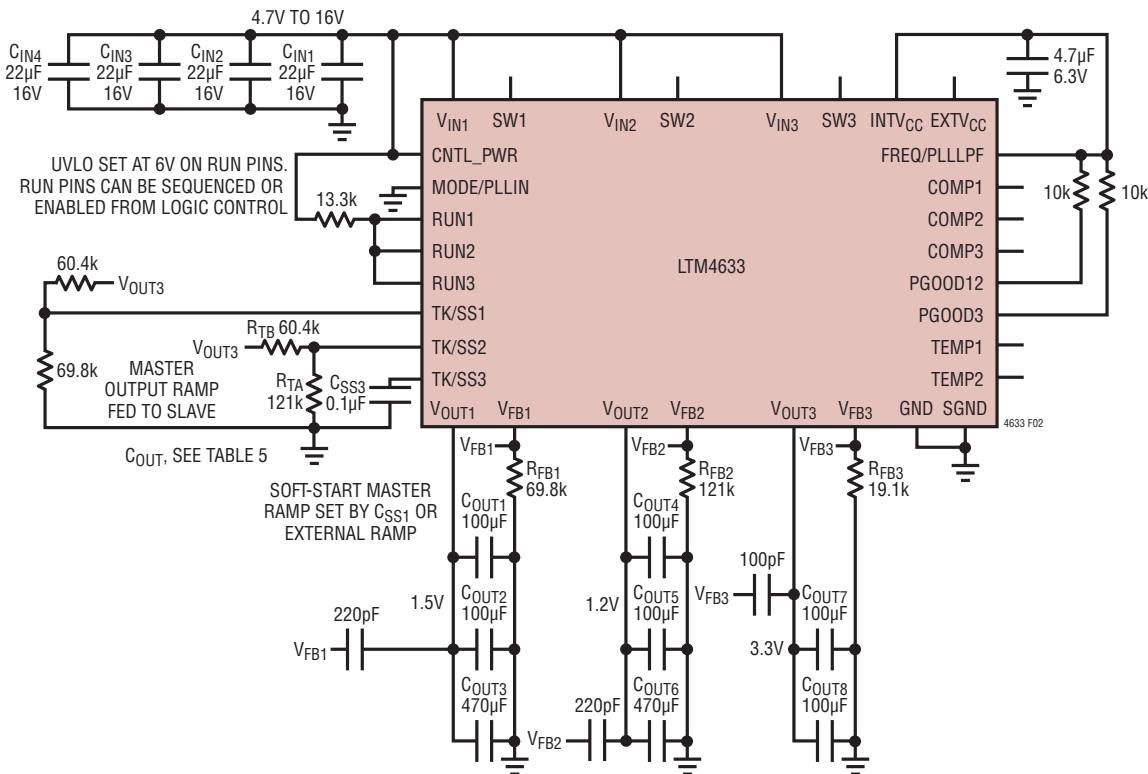 4.7V TO 16V
CIN4
22µF
16V
CIN3
22µF
16V
CIN2
22µF
16V
CIN1
22µF
16V
4.7µF
6.3V
VIN1
SW1
VIN2
SW2
VIN3
SW3
INTVCC
EXTVCC
UVLO SET AT 6V ON RUN PINS.
RUN PINS CAN BE SEQUENCED OR
ENABLED FROM LOGIC CONTROL
13.3k
CNTL_PWR
MODE/PLLIN
RUN1
RUN2
RUN3
TK/SS1
TK/SS2
TK/SS3
LTM4633
FREQ/PLLLPF
COMP1
COMP2
COMP3
PGOOD12
PGOOD3
TEMP1
TEMP2
10k
10k
60.4k
VOUT3
69.8k
VOUT3
RTB 60.4k
MASTER
OUTPUT RAMP
FED TO SLAVE
RTA
121k
CSS3
0.1µF
VOUT1
VFB1
VOUT2
VFB2
VOUT3
VFB3
GND
SGND
4633 F02
COUT, SEE TABLE 5
SOFT-START MASTER
RAMP SET BY CSS1 OR
EXTERNAL RAMP
VFB1
RFB1
69.8k
COUT1
100µF
COUT2
100µF
COUT3
470µF
1.5V
220pF
VFB1
VFB2
RFB2
121k
COUT4
100µF
COUT5
100µF
COUT6
470µF
1.2V
220pF
VFB2
VFB3
RFB3
19.1k
100pF
VFB3
COUT7
100µF
3.3V
COUT8
100µF